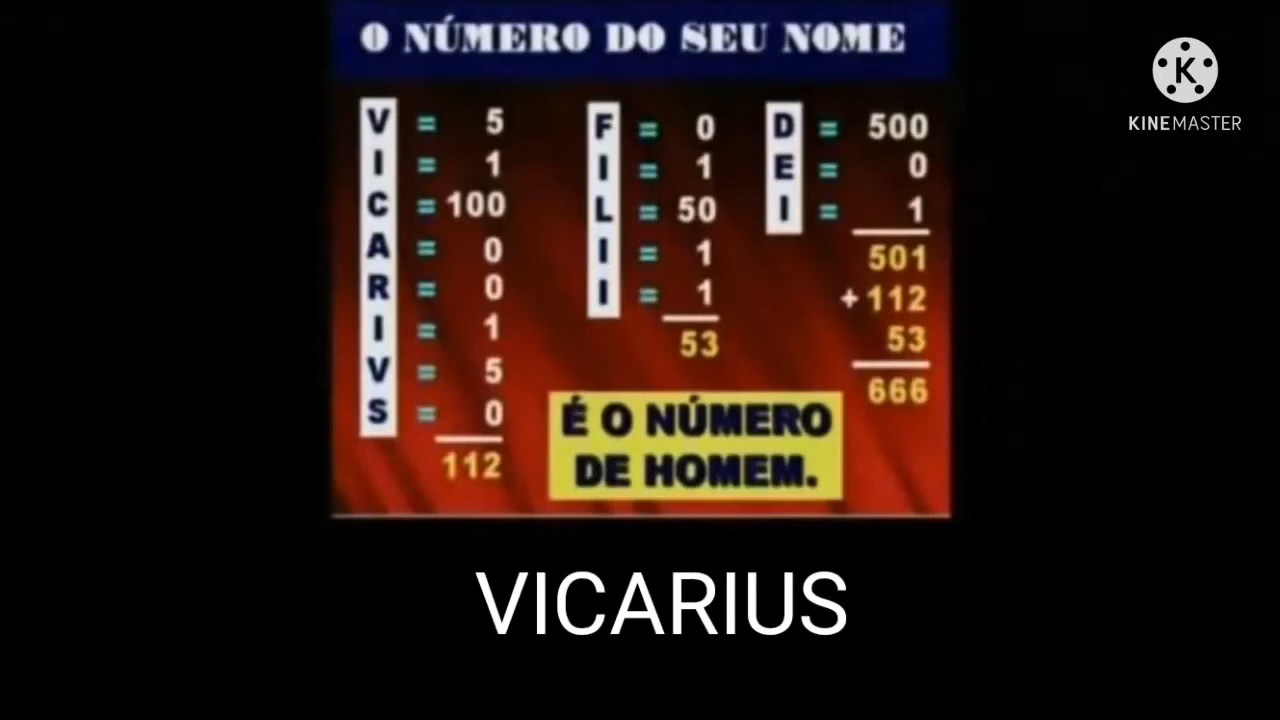 O NÚMERO DO SEU NOME
KINEMASTER
V = 5
I = 1
C = 100
A = 0
R = 0
I = 1
V = 5
S = 0
112
F = 0
I = 1
L = 50
I = 1
I = 1
53
D = 500
E = 0
I = 1
501
+ 112
53
666
É O NÚMERO
DE HOMEM.
VICARIUS